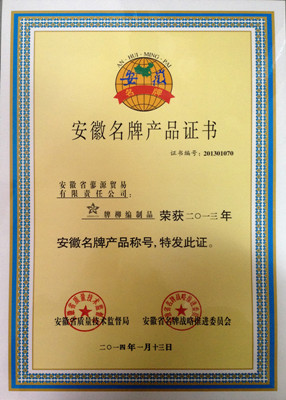 AN · HUI · MING · PAI
安徽
名牌
安徽名牌产品证书
证书编号：201301070
安徽省泰源贸易
有限责任公司：
牌柳编制品 荣获二〇一三年
安徽名牌产品称号，特发此证。
安徽省质量技术监督局 安徽省名牌战略推进委员会
二〇一四年一月十三日